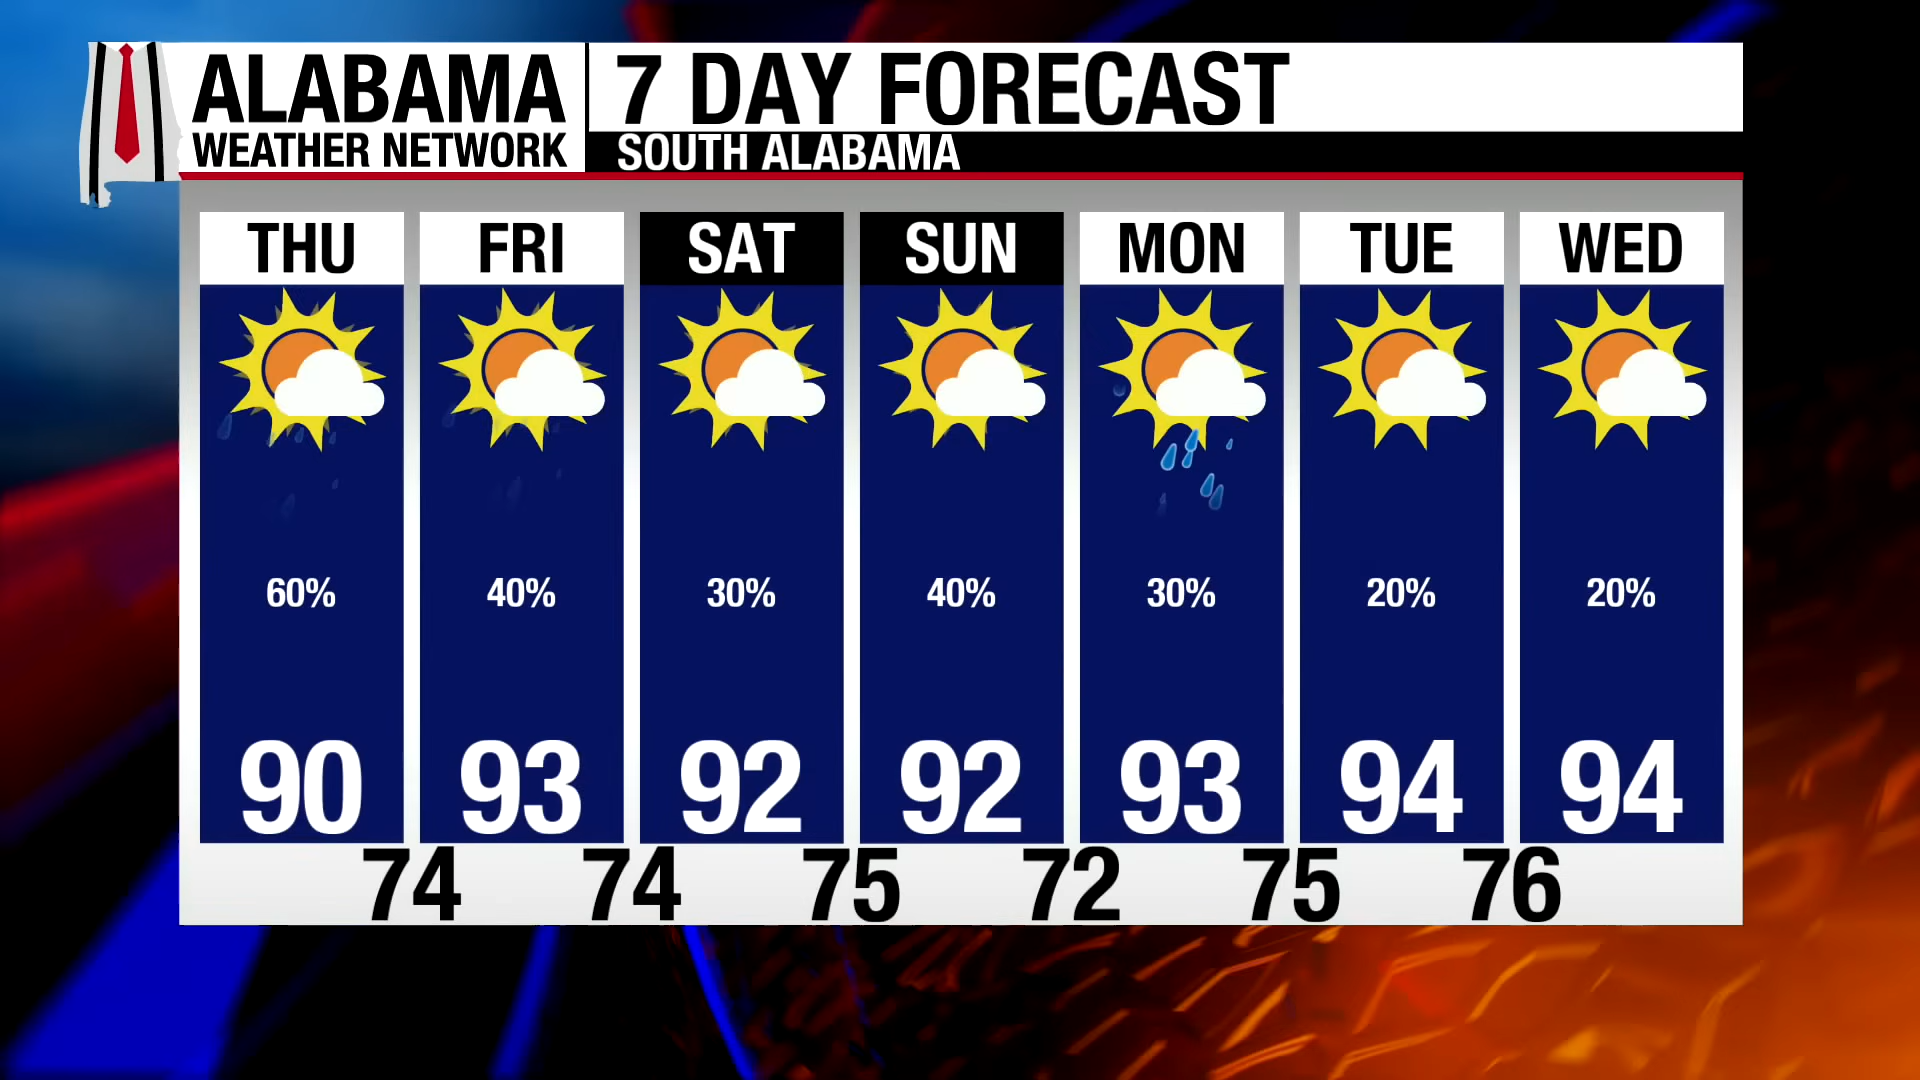 ALABAMA
WEATHER NETWORK
7 DAY FORECAST
SOUTH ALABAMA
THU FRI SAT SUN MON TUE WED
60% 40% 30% 40% 30% 20% 20%
90 93 92 92 93 94 94
74 74 75 72 75 76